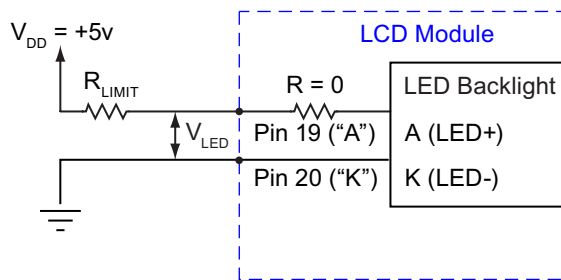 V_DD = +5v
LCD Module
R_LIMIT
R = 0
LED Backlight
V_LED
Pin 19 (“A”)
A (LED+)
Pin 20 (“K”)
K (LED-)